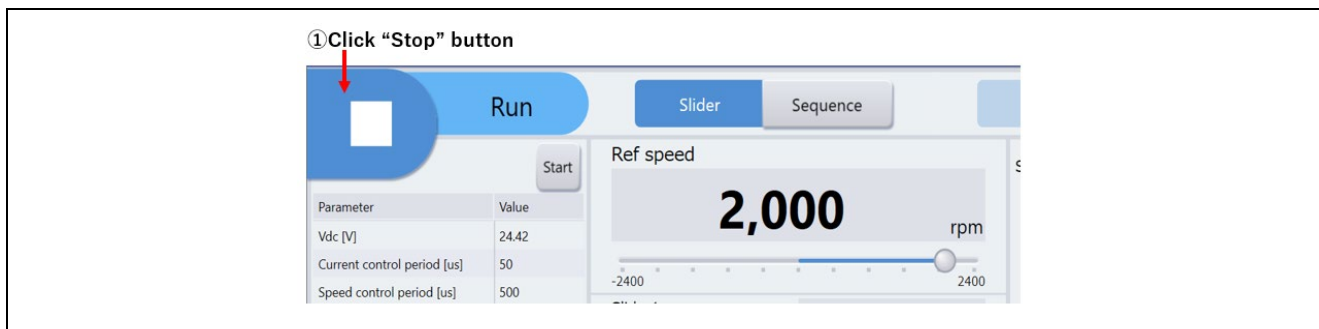 ①Click “Stop” button
Run
Slider
Sequence
Start
Ref speed
2,000
rpm
Parameter
Value
Vdc [V]
24.42
Current control period [us]
50
Speed control period [us]
500
-2400
2400